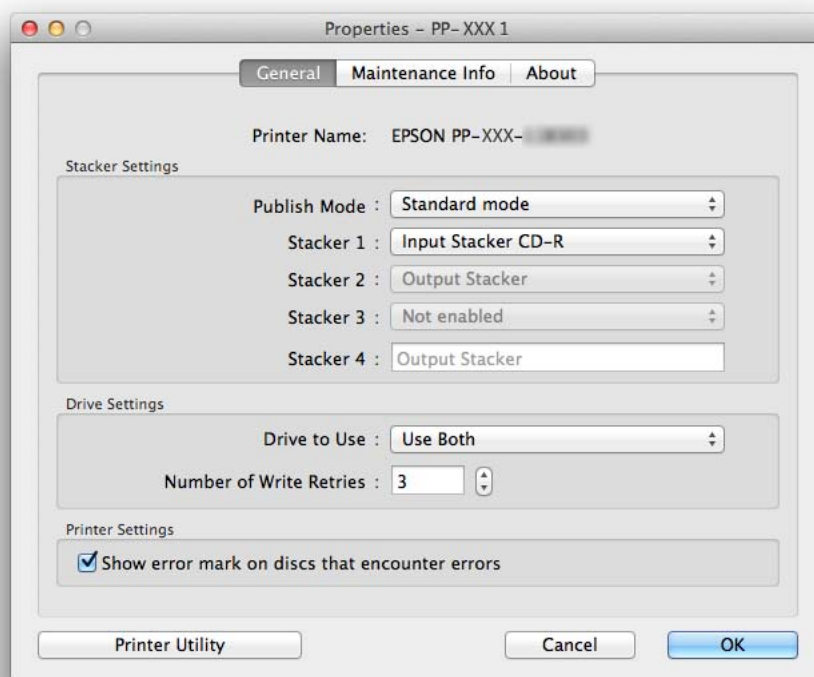 Properties – PP-XXX 1
General Maintenance Info About
Printer Name: EPSON PP-XXX-
Stacker Settings
Publish Mode : Standard mode
Stacker 1 : Input Stacker CD-R
Stacker 2 : Output Stacker
Stacker 3 : Not enabled
Stacker 4 : Output Stacker
Drive Settings
Drive to Use : Use Both
Number of Write Retries : 3
Printer Settings
Show error mark on discs that encounter errors
Printer Utility Cancel OK